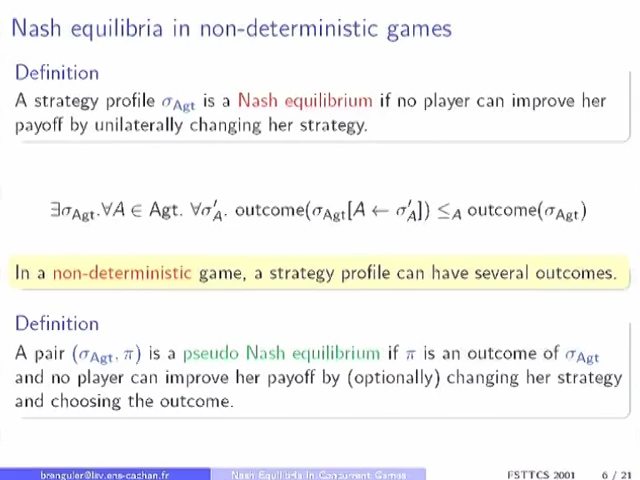 Nash equilibria in non-deterministic games
Definition
A strategy profile σ_Agt is a Nash equilibrium if no player can improve her
payoff by unilaterally changing her strategy.
∃σ_Agt.∀A ∈ Agt. ∀σ′_A. outcome(σ_Agt[A ← σ′_A]) ≤_A outcome(σ_Agt)
In a non-deterministic game, a strategy profile can have several outcomes.
Definition
A pair (σ_Agt, π) is a pseudo Nash equilibrium if π is an outcome of σ_Agt
and no player can improve her payoff by (optionally) changing her strategy
and choosing the outcome.
brenguier@lsv.ens-cachan.fr Nash Equilibria in Concurrent Games FSTTCS 2001 6 / 21